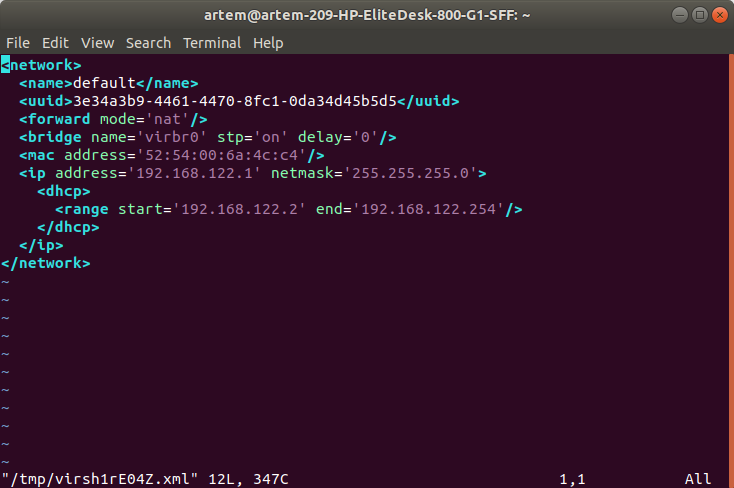 artem@artem-209-HP-EliteDesk-800-G1-SFF: ~
File Edit View Search Terminal Help
<network>
  <name>default</name>
  <uuid>3e34a3b9-4461-4470-8fc1-0da34d45b5d5</uuid>
  <forward mode='nat'/>
  <bridge name='virbr0' stp='on' delay='0'/>
  <mac address='52:54:00:6a:4c:c4'/>
  <ip address='192.168.122.1' netmask='255.255.255.0'>
    <dhcp>
      <range start='192.168.122.2' end='192.168.122.254'/>
    </dhcp>
  </ip>
</network>
~
~
~
~
~
~
~
~
~
~
~
"/tmp/virsh1rE04Z.xml" 12L, 347C 1,1 All